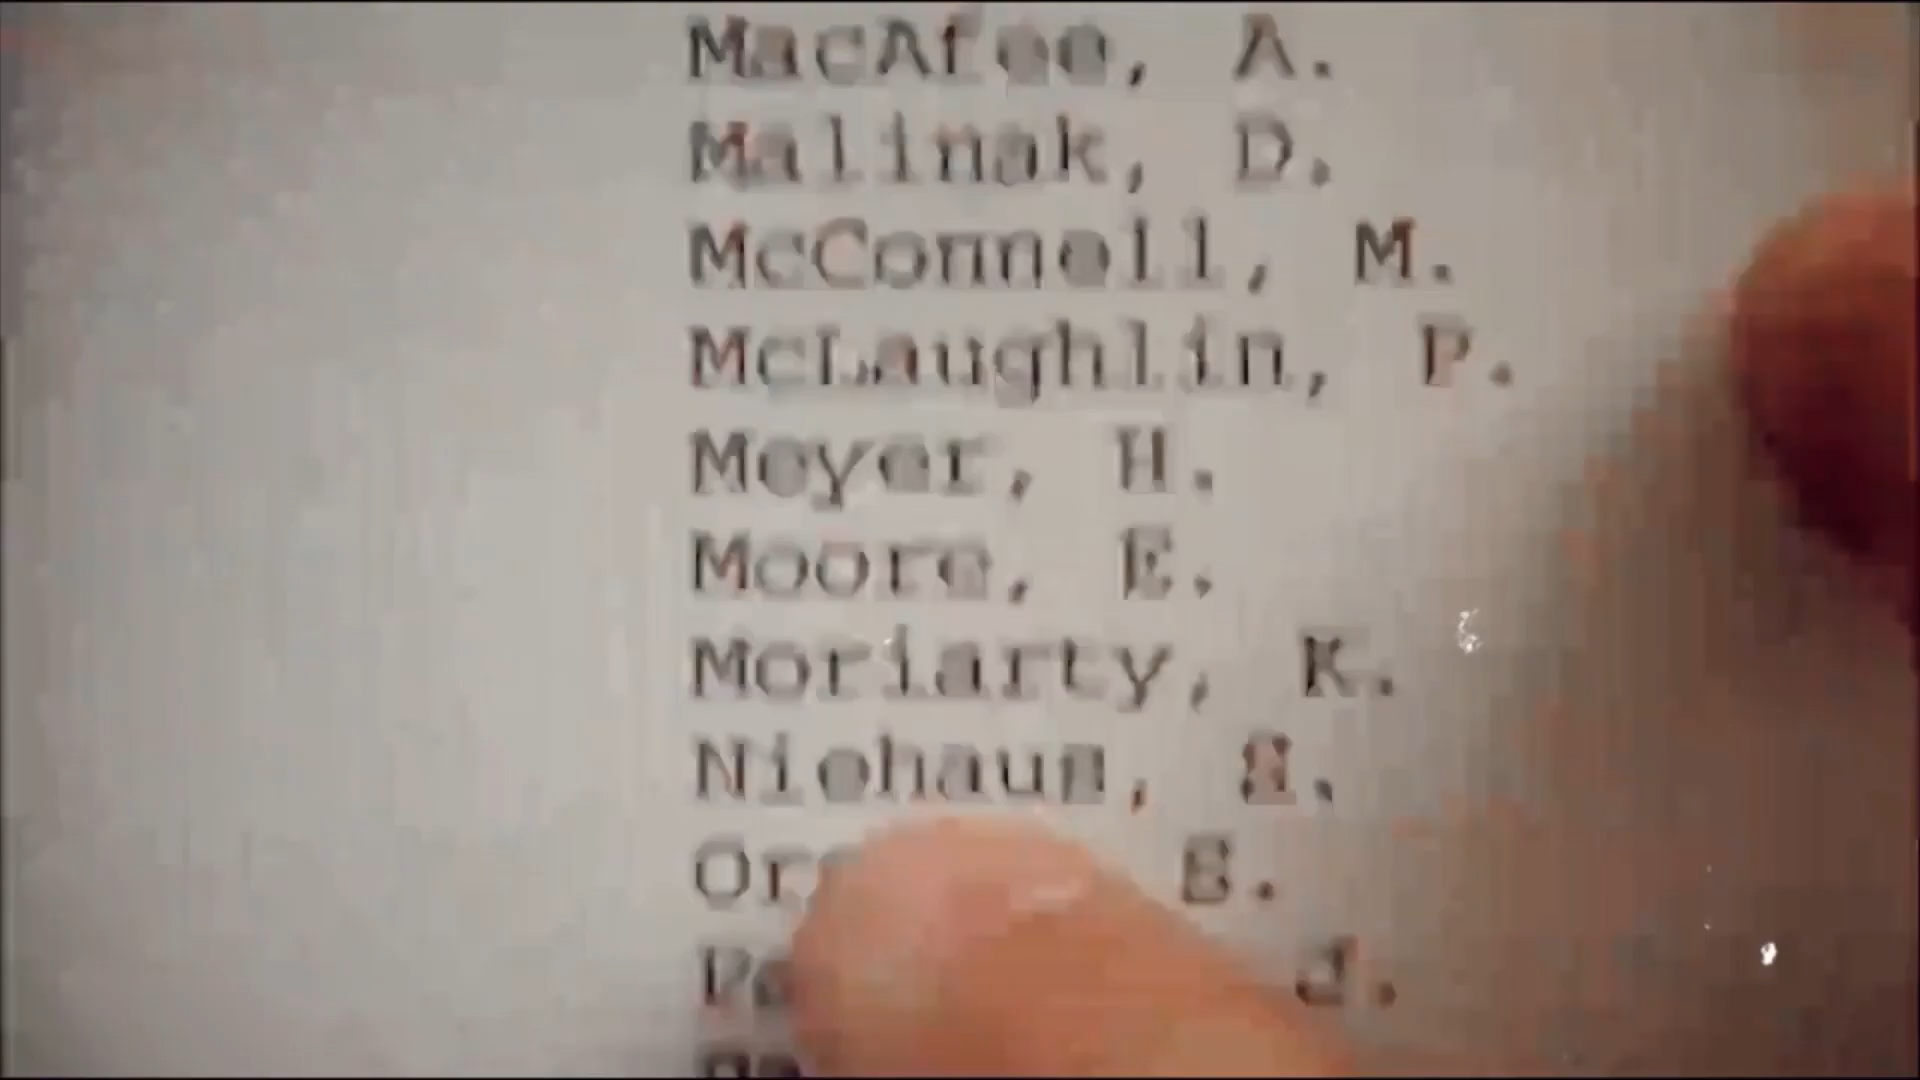 MacAfee, A.
Malinak, D.
McConnell, M.
McLaughlin, P.
Meyer, H.
Moore, E.
Moriarty, K.
Niehaus,
J.